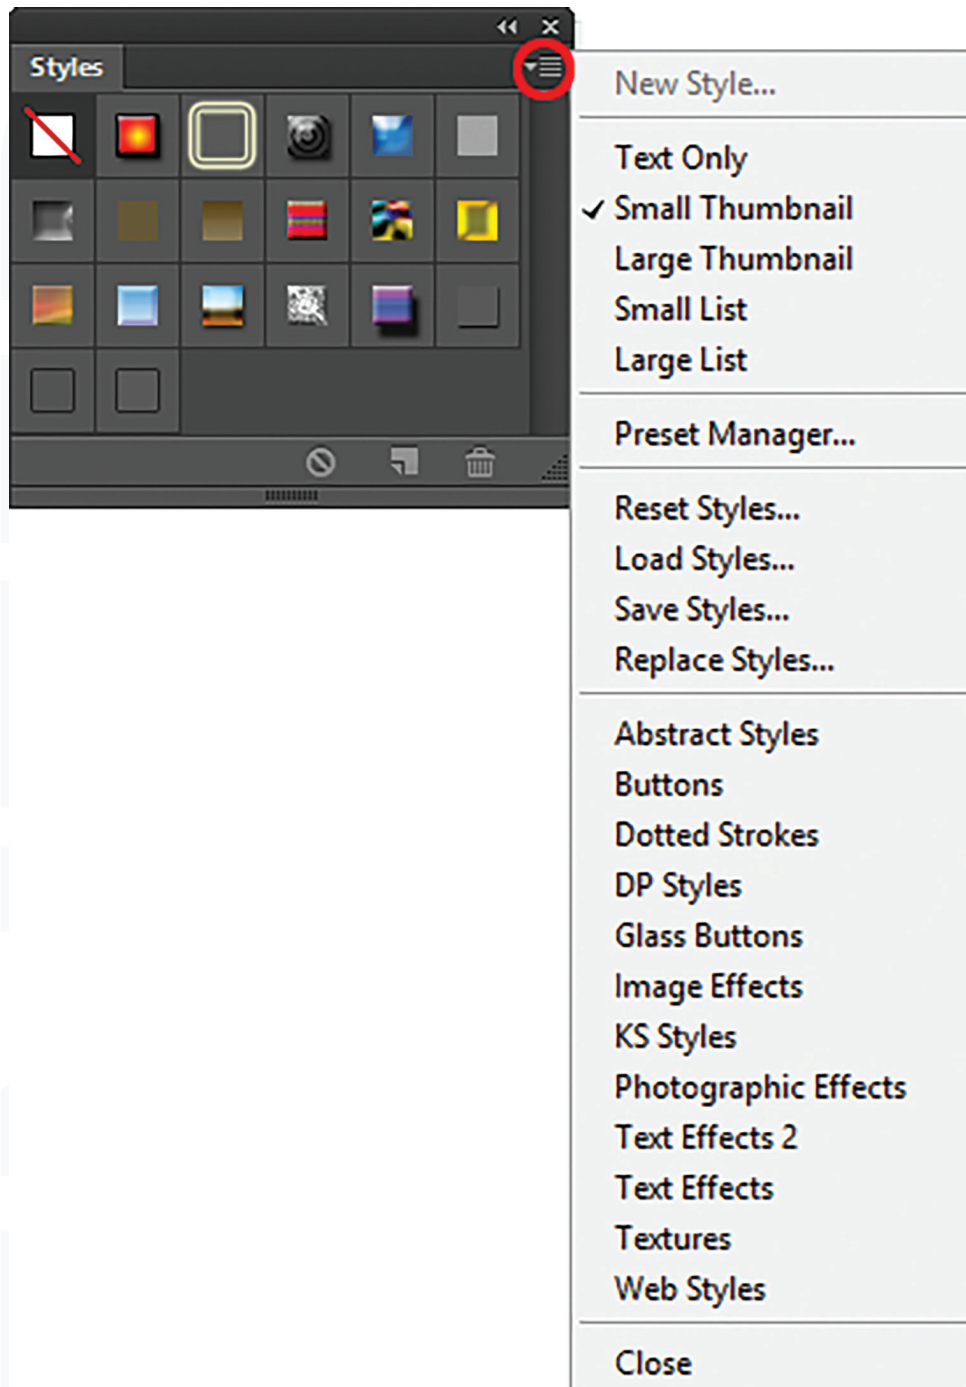 Styles
New Style...
Text Only
Small Thumbnail
Large Thumbnail
Small List
Large List
Preset Manager...
Reset Styles...
Load Styles...
Save Styles...
Replace Styles...
Abstract Styles
Buttons
Dotted Strokes
DP Styles
Glass Buttons
Image Effects
KS Styles
Photographic Effects
Text Effects 2
Text Effects
Textures
Web Styles
Close